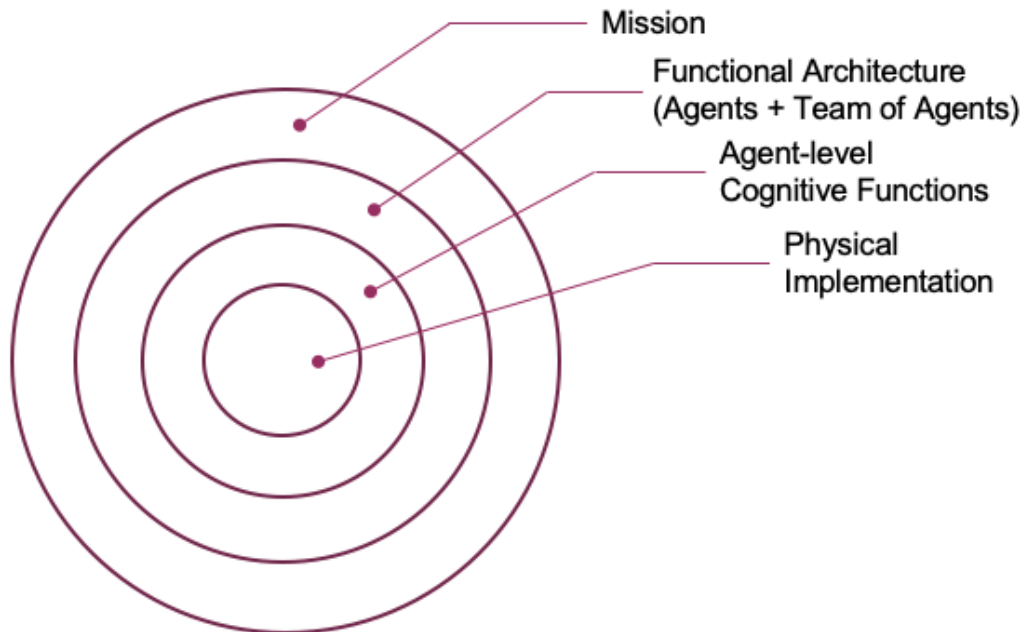 Mission
Functional Architecture
(Agents + Team of Agents)
Agent-level
Cognitive Functions
Physical
Implementation